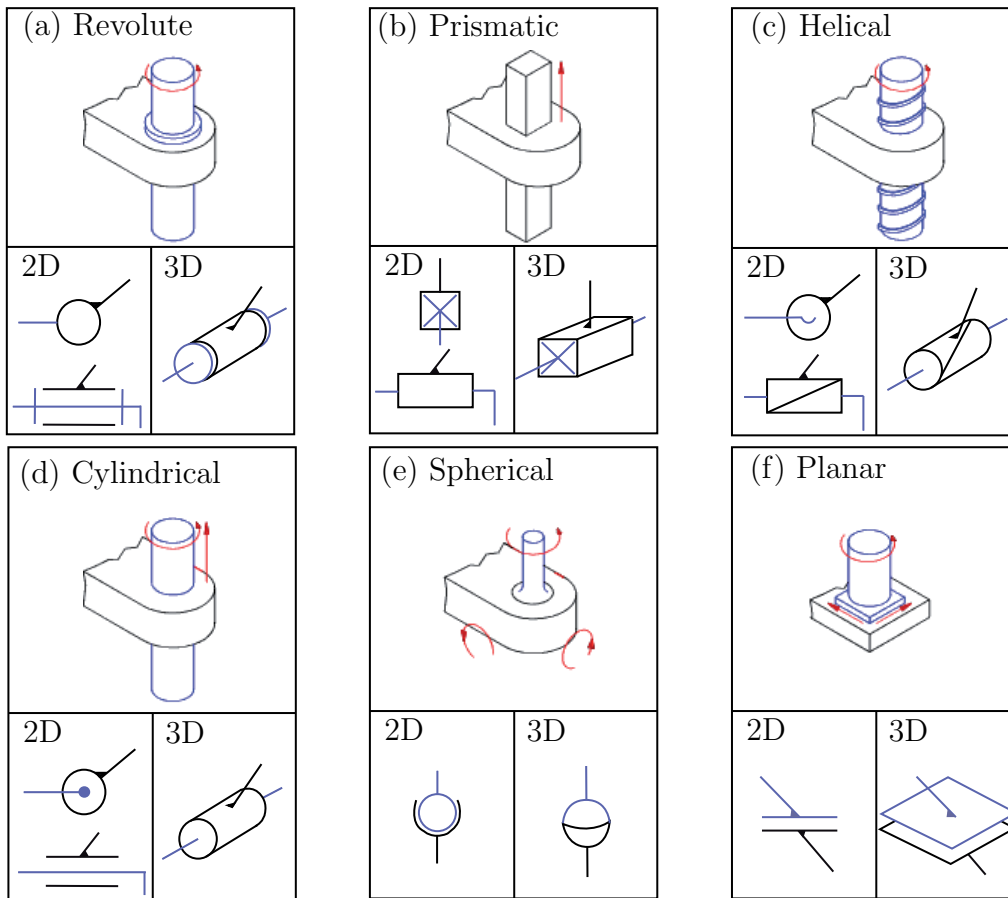 (a) Revolute
(b) Prismatic
(c) Helical
2D
3D
2D
3D
2D
3D
(d) Cylindrical
(e) Spherical
(f) Planar
2D
3D
2D
3D
2D
3D